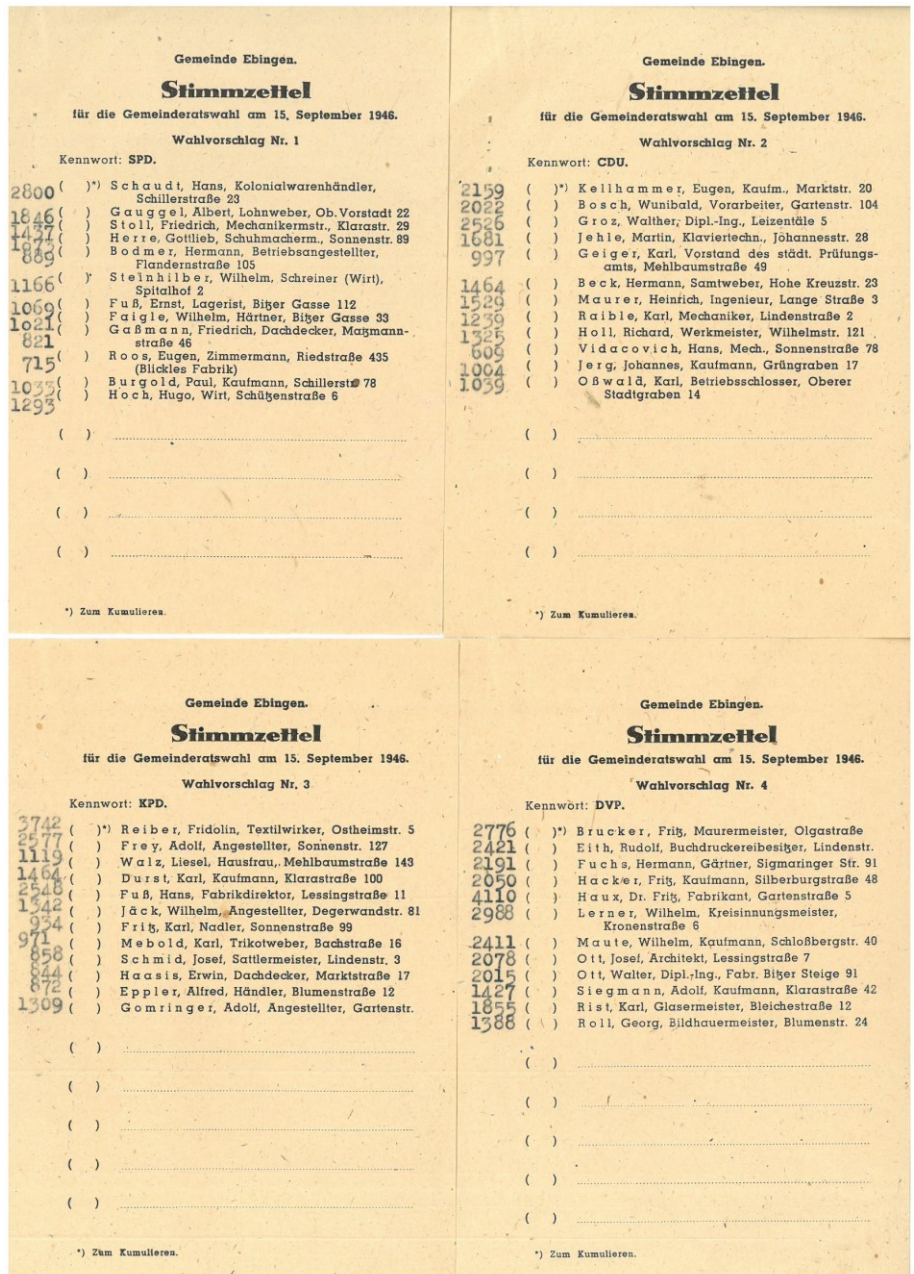 Gemeinde Ebingen.
Stimmzettel
für die Gemeinderatswahl am 15. September 1946.
Wahlvorschlag Nr. 1
Kennwort: SPD.
2800 ( )*) Schaudt, Hans, Kolonialwarenhändler,
Schillerstraße 23
1846 ( ) Gauggel, Albert, Lohnweber, Ob. Vorstadt 22
1437 ( ) Stoll, Friedrich, Mechanikermstr., Klarastr. 29
( ) Herre, Gottlieb, Schuhmacherm., Sonnenstr. 89
889 ( ) Bodmer, Hermann, Betriebsangestellter,
Flandernstraße 105
1166 ( ) Steinhilber, Wilhelm, Schreiner (Wirt),
Spitalhof 2
1069 ( ) Fuß, Ernst, Lagerist, Bitzer Gasse 112
1021 ( ) Faigle, Wilhelm, Härtner, Bitzer Gasse 33
821 ( ) Gaßmann, Friedrich, Dachdecker, Matzmann-
straße 46
715 ( ) Roos, Eugen, Zimmermann, Riedstraße 435
(Blickles Fabrik)
1035 ( ) Burgold, Paul, Kaufmann, Schillerstr 78
1293 ( ) Hoch, Hugo, Wirt, Schützenstraße 6
( )
( )
( )
( )
*) Zum Kumulieren.
Gemeinde Ebingen.
Stimmzettel
für die Gemeinderatswahl am 15. September 1946.
Wahlvorschlag Nr. 2
Kennwort: CDU.
2159 ( )*) Kellhammer, Eugen, Kaufm., Marktstr. 20
2022 ( ) Bosch, Wunibald, Vorarbeiter, Gartenstr. 104
2526 ( ) Groz, Walther, Dipl.-Ing., Leizentäle 5
1681 ( ) Jehle, Martin, Klaviertechn., Johannesstr. 28
997 ( ) Geiger, Karl, Vorstand des städt. Prüfungs-
amts, Mehlbaumstraße 49
1464 ( ) Beck, Hermann, Samtweber, Hohe Kreuzstr. 23
1529 ( ) Maurer, Heinrich, Ingenieur, Lange Straße 3
1239 ( ) Raible, Karl, Mechaniker, Lindenstraße 2
1325 ( ) Holl, Richard, Werkmeister, Wilhelmstr. 121
609 ( ) Vidacovich, Hans, Mech., Sonnenstraße 78
1004 ( ) Jerg, Johannes, Kaufmann, Grüngraben 17
1039 ( ) Oßwald, Karl, Betriebsschlosser, Oberer
Stadtgraben 14
( )
( )
( )
( )
*) Zum Kumulieren.
Gemeinde Ebingen.
Stimmzettel
für die Gemeinderatswahl am 15. September 1946.
Wahlvorschlag Nr. 3
Kennwort: KPD.
3742 ( )*) Reiber, Fridolin, Textilwirker, Ostheimstr. 5
2577 ( ) Frey, Adolf, Angestellter, Sonnenstr. 127
1119 ( ) Walz, Liesel, Hausfrau, Mehlbaumstraße 143
1464 ( ) Durst, Karl, Kaufmann, Klarastraße 100
2548 ( ) Fuß, Hans, Fabrikdirektor, Lessingstraße 11
1342 ( ) Jäck, Wilhelm, Angestellter, Degerwandstr. 81
934 ( ) Fritz, Karl, Nadler, Sonnenstraße 99
971 ( ) Mebold, Karl, Trikotweber, Bachstraße 16
858 ( ) Schmid, Josef, Sattlermeister, Lindenstr. 3
844 ( ) Haasis, Erwin, Dachdecker, Marktstraße 17
872 ( ) Eppler, Alfred, Händler, Blumenstraße 12
1309 ( ) Gomringer, Adolf, Angestellter, Gartenstr.
( )
( )
( )
( )
( )
*) Zum Kumulieren.
Gemeinde Ebingen.
Stimmzettel
für die Gemeinderatswahl am 15. September 1946.
Wahlvorschlag Nr. 4
Kennwort: DVP.
2776 ( )*) Brucker, Fritz, Maurermeister, Olgastraße
2421 ( ) Eith, Rudolf, Buchdruckereibesitzer, Lindenstr.
2191 ( ) Fuchs, Hermann, Gärtner, Sigmaringer Str. 91
2050 ( ) Hacker, Fritz, Kaufmann, Silberburgstraße 48
4110 ( ) Haux, Dr. Fritz, Fabrikant, Gartenstraße 5
2988 ( ) Lerner, Wilhelm, Kreisinnungsmeister,
Kronenstraße 6
2411 ( ) Maute, Wilhelm, Kaufmann, Schloßbergstr. 40
2078 ( ) Ott, Josef, Architekt, Lessingstraße 7
2015 ( ) Ott, Walter, Dipl.-Ing., Fabr. Bitzer Steige 91
1427 ( ) Siegmann, Adolf, Kaufmann, Klarastraße 42
1855 ( ) Rist, Karl, Glasermeister, Bleichestraße 12
1388 ( ) Roll, Georg, Bildhauermeister, Blumenstr. 24
( )
( )
( )
( )
( )
*) Zum Kumulieren.